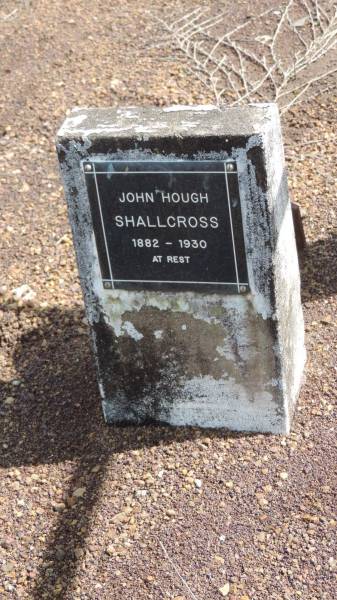 JOHN HOUGH
SHALLCROSS
1882 - 1930
AT REST